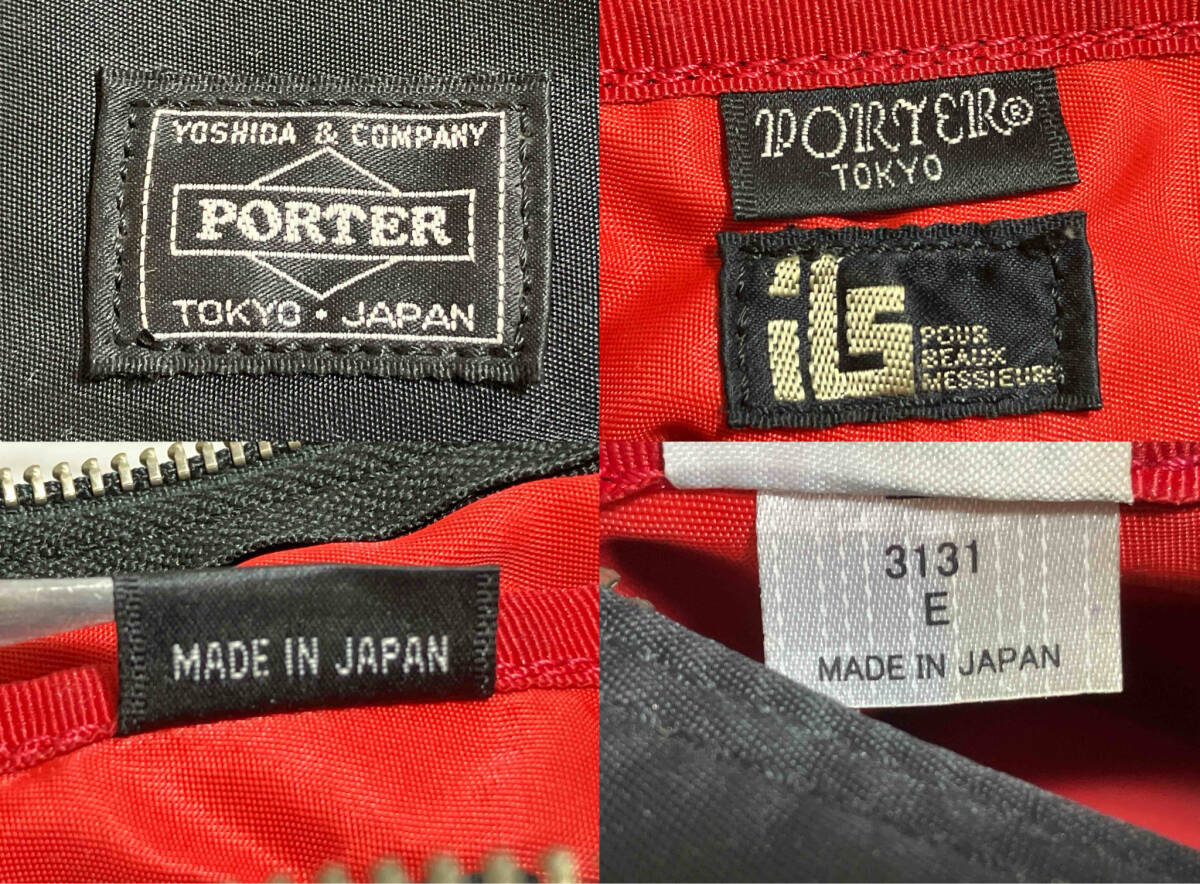 YOSHIDA & COMPANY
PORTER
TOKYO・JAPAN
PORTER®
TOKYO
ils
POUR
BEAUX
MESSIEURS
MADE IN JAPAN
3131
E
MADE IN JAPAN